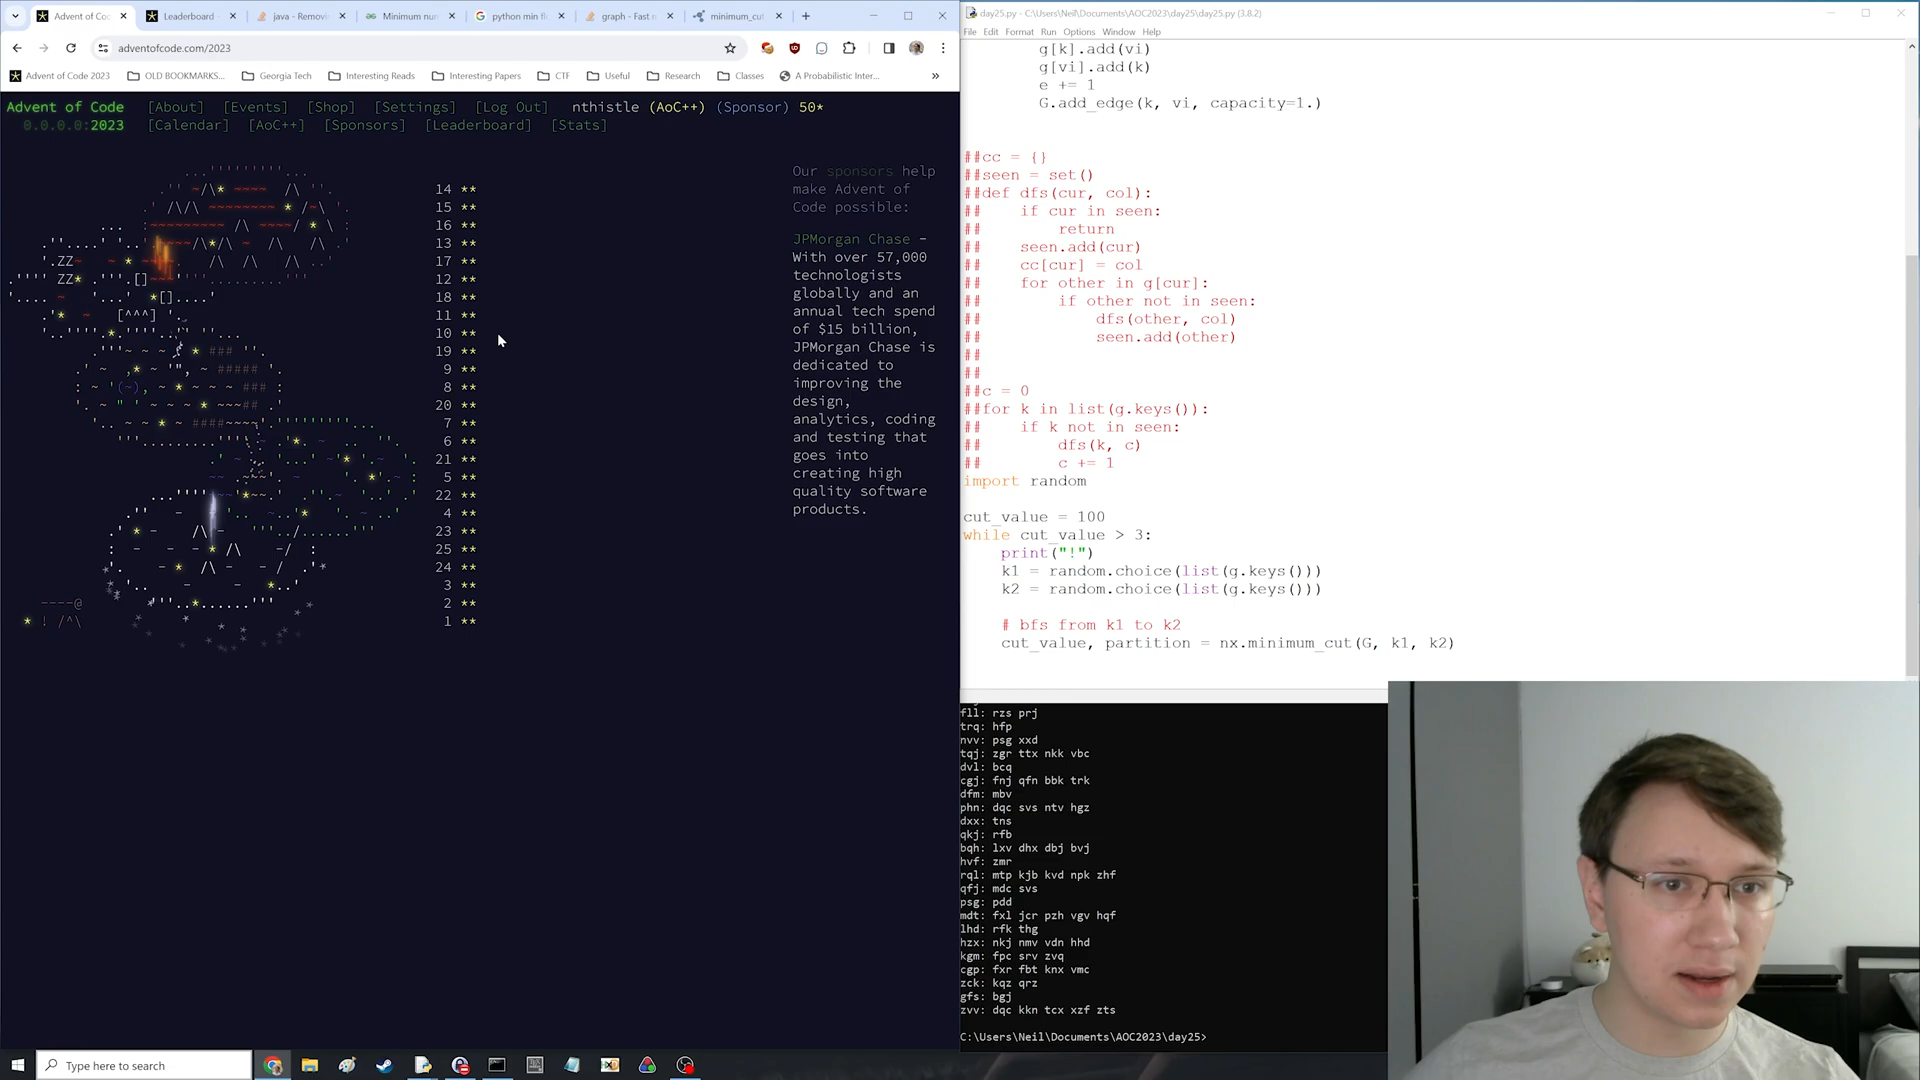 Advent of Coc
Leaderboard -
java - Removi
Minimum nur
python min fl
graph - Fast n
minimum_cut
adventofcode.com/2023
Advent of Code 2023
OLD BOOKMARKS...
Georgia Tech
Interesting Reads
Interesting Papers
CTF
Useful
Research
Classes
A Probabilistic Inter...
»
Advent of Code [About] [Events] [Shop] [Settings] [Log Out] nthistle (AoC++) (Sponsor) 50*
0.0.0.0:2023 [Calendar] [AoC++] [Sponsors] [Leaderboard] [Stats]
14 **
15 **
16 **
13 **
17 **
12 **
18 **
11 **
10 **
19 **
9 **
8 **
20 **
7 **
6 **
21 **
5 **
22 **
4 **
23 **
25 **
24 **
3 **
2 **
1 **
Our sponsors help
make Advent of
Code possible:
JPMorgan Chase -
With over 57,000
technologists
globally and an
annual tech spend
of $15 billion,
JPMorgan Chase is
dedicated to
improving the
design,
analytics, coding
and testing that
goes into
creating high
quality software
products.
day25.py - C:\Users\Neil\Documents\AOC2023\day25\day25.py (3.8.2)
File Edit Format Run Options Window Help
g[k].add(vi)
g[vi].add(k)
e += 1
G.add_edge(k, vi, capacity=1.)
##cc = {}
##seen = set()
##def dfs(cur, col):
##    if cur in seen:
##        return
##    seen.add(cur)
##    cc[cur] = col
##    for other in g[cur]:
##        if other not in seen:
##            dfs(other, col)
##            seen.add(other)
##
##
##c = 0
##for k in list(g.keys()):
##    if k not in seen:
##        dfs(k, c)
##        c += 1
import random
cut_value = 100
while cut_value > 3:
print("!")
k1 = random.choice(list(g.keys()))
k2 = random.choice(list(g.keys()))
# bfs from k1 to k2
cut_value, partition = nx.minimum_cut(G, k1, k2)
fll: rzs prj
trq: hfp
nvv: psg xxd
tqj: zgr ttx nkk vbc
dvl: bcq
cgj: fnj qfn bbk trk
dfm: mbv
phn: dqc svs ntv hgz
dxx: tns
qkj: rfb
bqh: lxv dhx dbj bvj
hvf: zmr
rql: mtp kjb kvd npk zhf
qfj: mdc svs
psg: pdd
mdt: fxl jcr pzh vgv hqf
lhd: rfk thg
hzx: nkj nmv vdn hhd
kgm: fpc srv zvq
cgp: fxr fbt knx vmc
zck: kqz qrz
gfs: bgj
zvv: dqc kkn tcx xzf zts
C:\Users\Neil\Documents\AOC2023\day25>
Type here to search